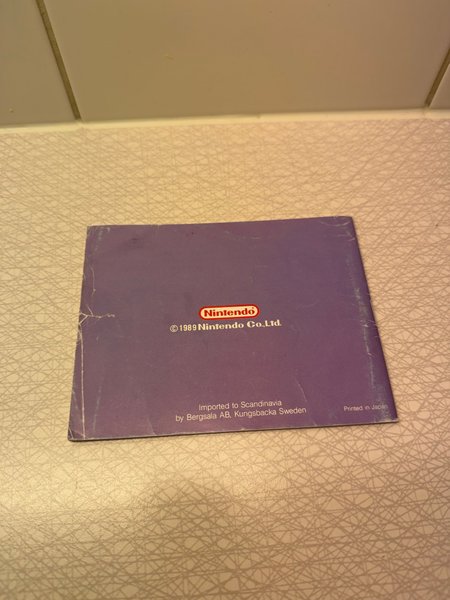 Nintendo
©1989 Nintendo Co.,Ltd.
Imported to Scandinavia
by Bergsala AB, Kungsbacka Sweden
Printed in Japan